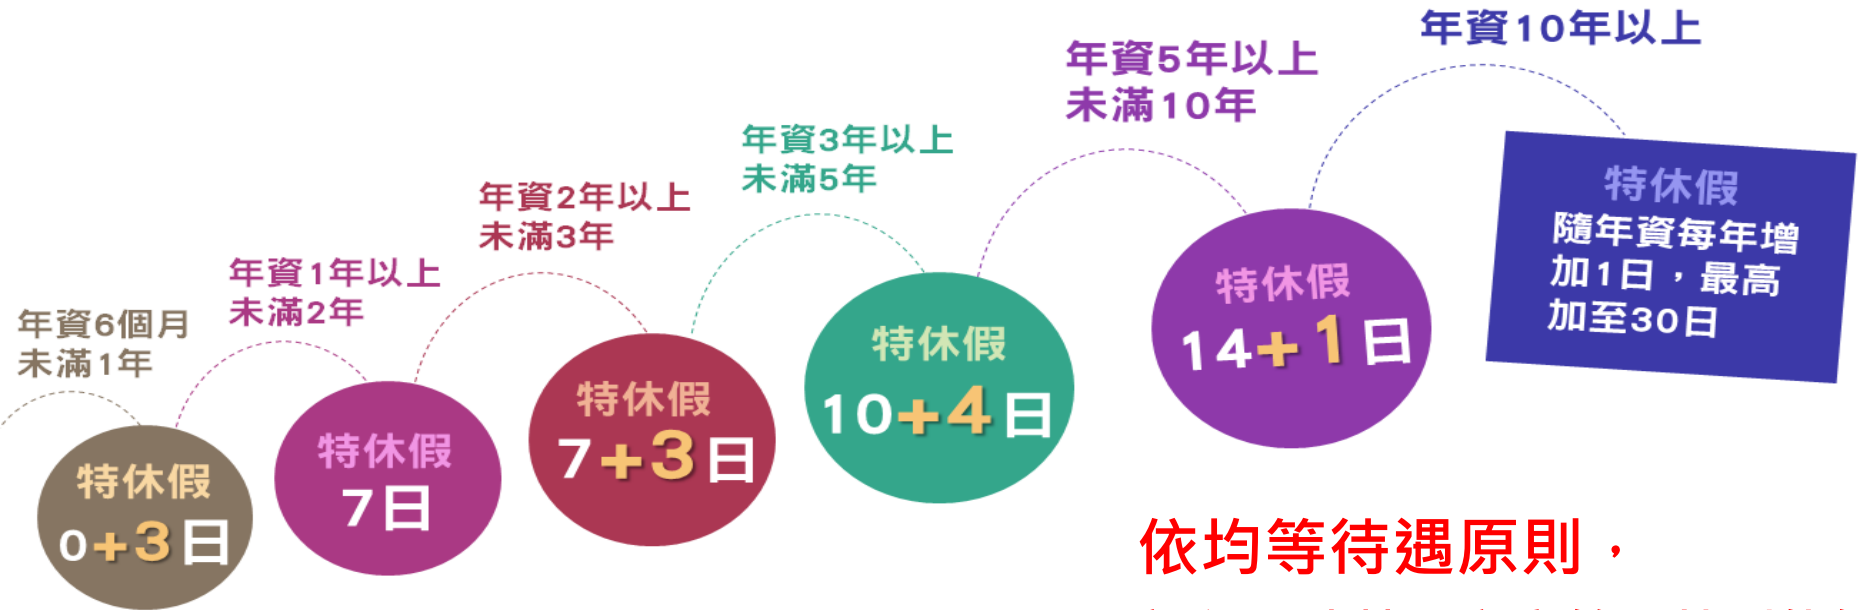 年資6個月
未滿1年
特休假
0+3日
年資1年以上
未滿2年
特休假
7日
年資2年以上
未滿3年
特休假
7+3日
年資3年以上
未滿5年
特休假
10+4日
年資5年以上
未滿10年
特休假
14+1日
年資10年以上
特休假
隨年資每年增
加1日，最高
加至30日
依均等待遇原則，